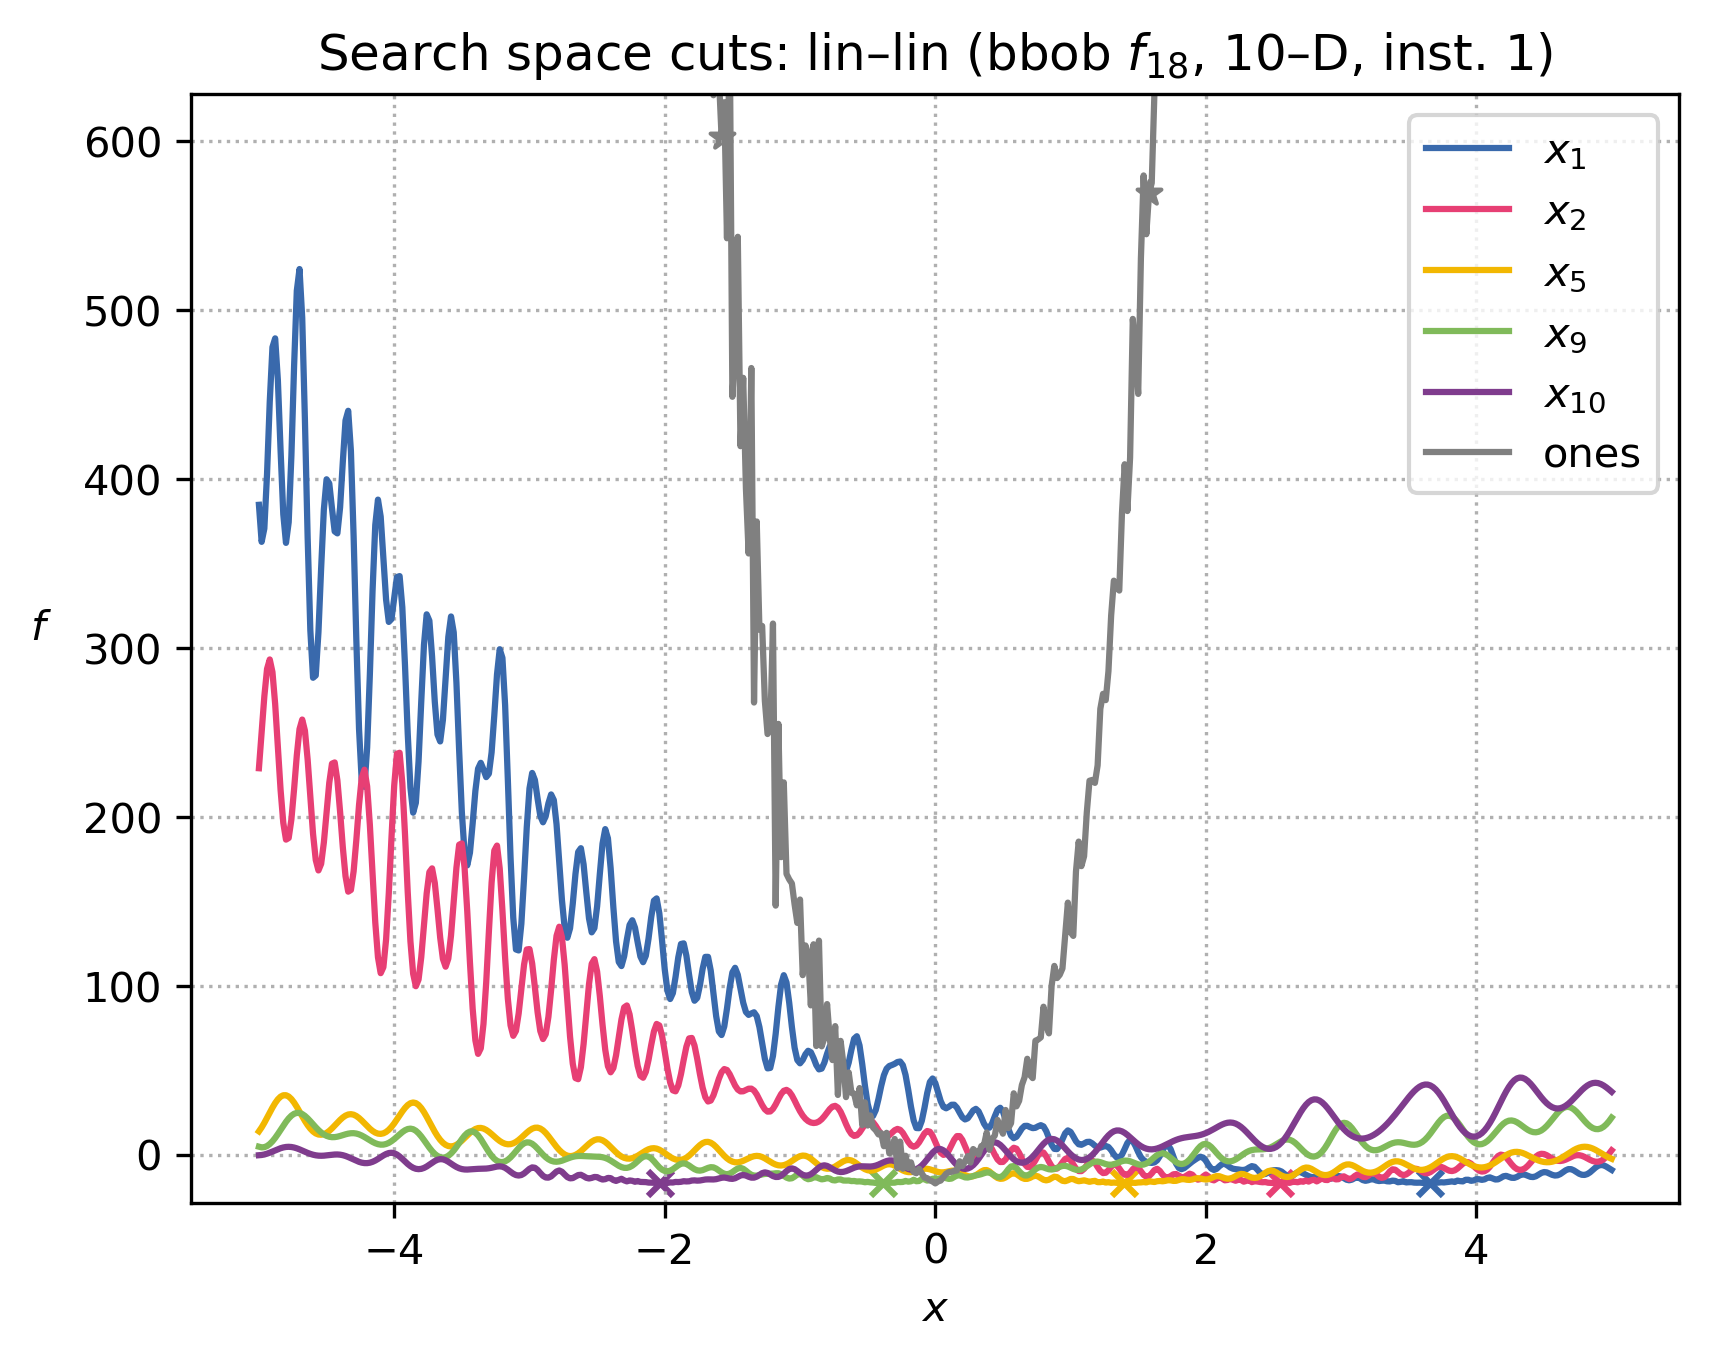 Search space cuts: lin–lin (bbob f₁₈, 10–D, inst. 1)
600
500
400
300
200
100
0
f
−4
−2
0
2
4
x
x₁
x₂
x₅
x₉
x₁₀
ones